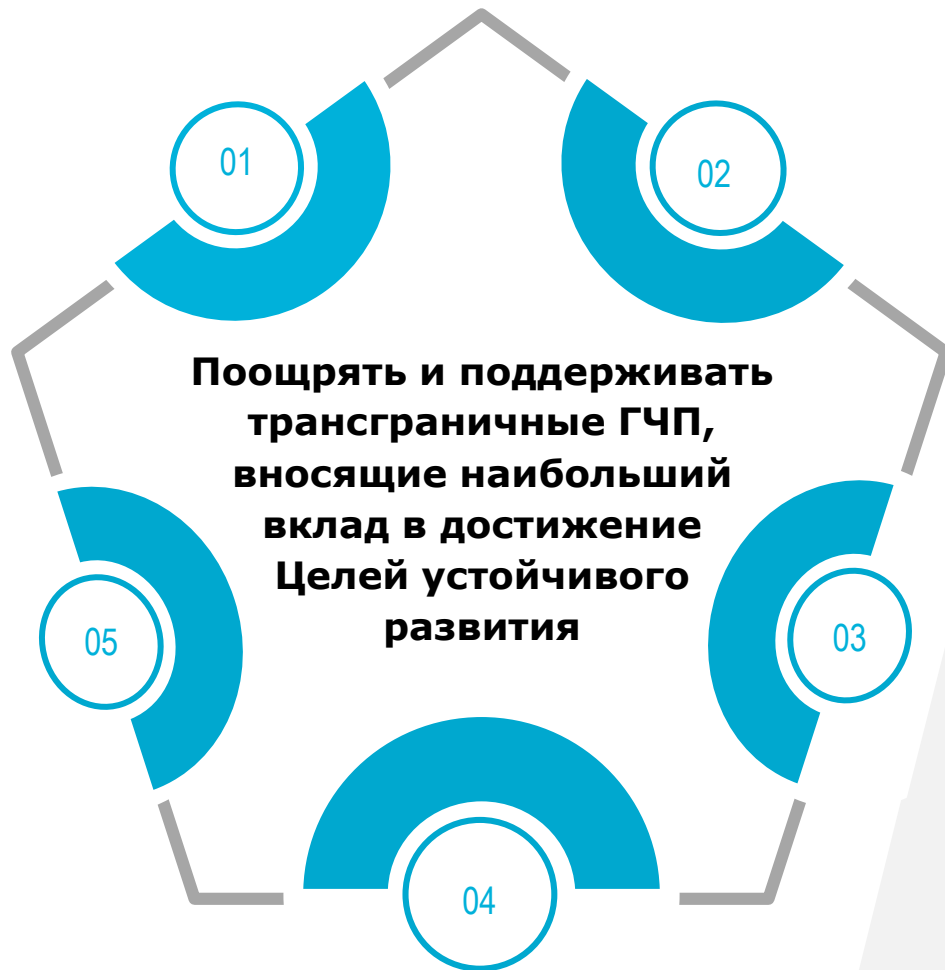 01
02
Поощрять и поддерживать
трансграничные ГЧП,
вносящие наибольший
вклад в достижение
Целей устойчивого
развития
05
03
04